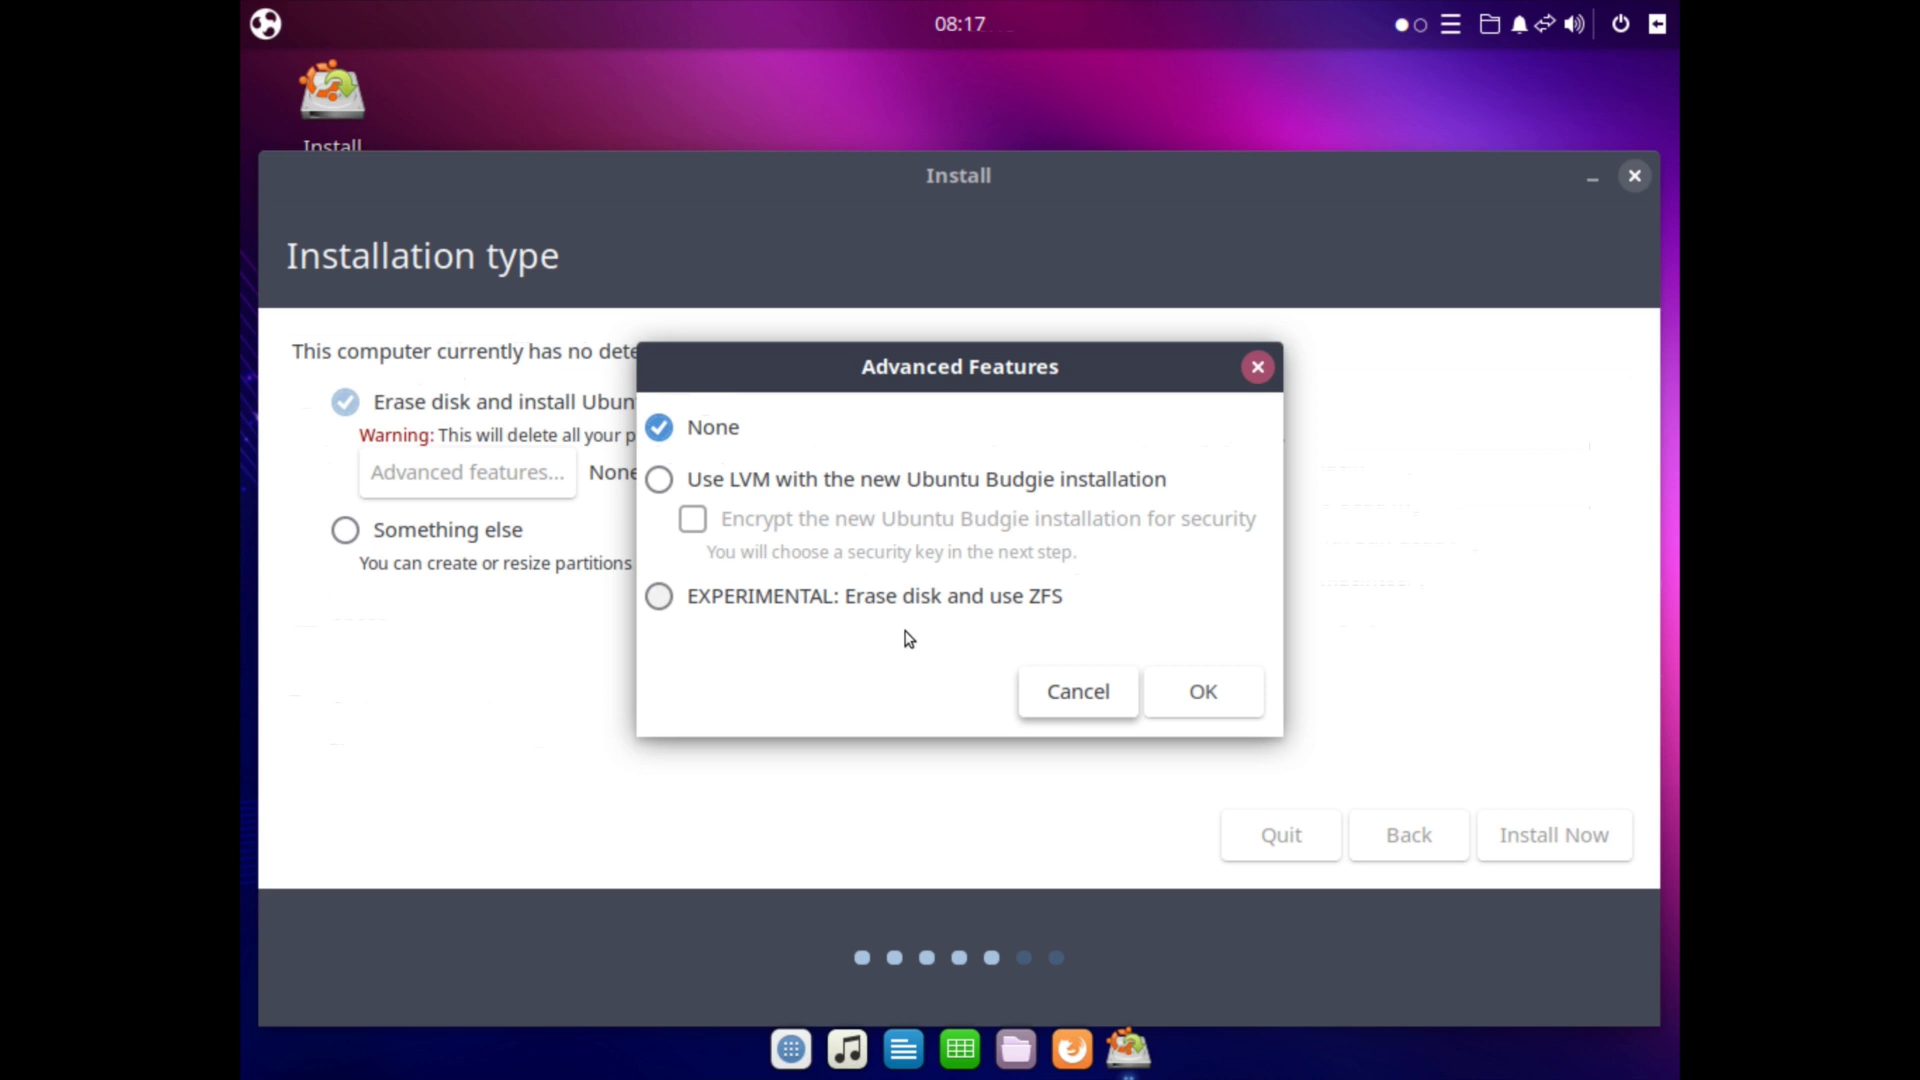 08:17
Install
Install
Installation type
This computer currently has no dete
Erase disk and install Ubun
Warning: This will delete all your p
Advanced features... None
Something else
You can create or resize partitions
Advanced Features
None
Use LVM with the new Ubuntu Budgie installation
Encrypt the new Ubuntu Budgie installation for security
You will choose a security key in the next step.
EXPERIMENTAL: Erase disk and use ZFS
Cancel OK
Quit Back Install Now